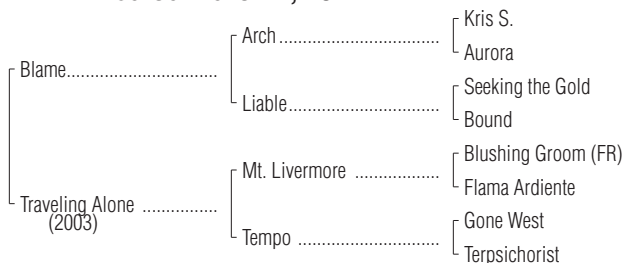 Kris S.
Arch
Aurora
Blame
Seeking the Gold
Liable
Bound
Blushing Groom (FR)
Mt. Livermore
Flama Ardiente
Traveling Alone
(2003)
Gone West
Tempo
Terpsichorist